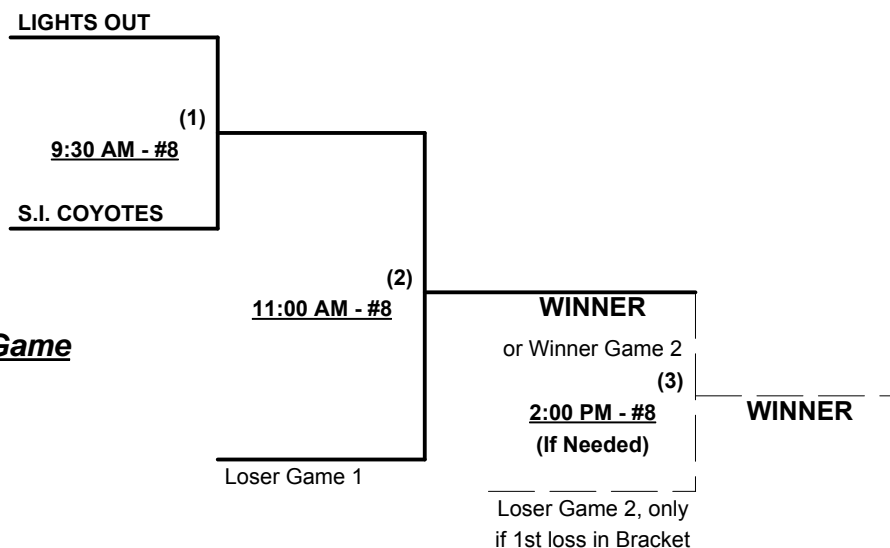 LIGHTS OUT
(1)
9:30 AM - #8
S.I. COYOTES
(2)
11:00 AM - #8
WINNER
Game
or Winner Game 2
(3)
2:00 PM - #8
WINNER
(If Needed)
Loser Game 1
Loser Game 2, only
if 1st loss in Bracket